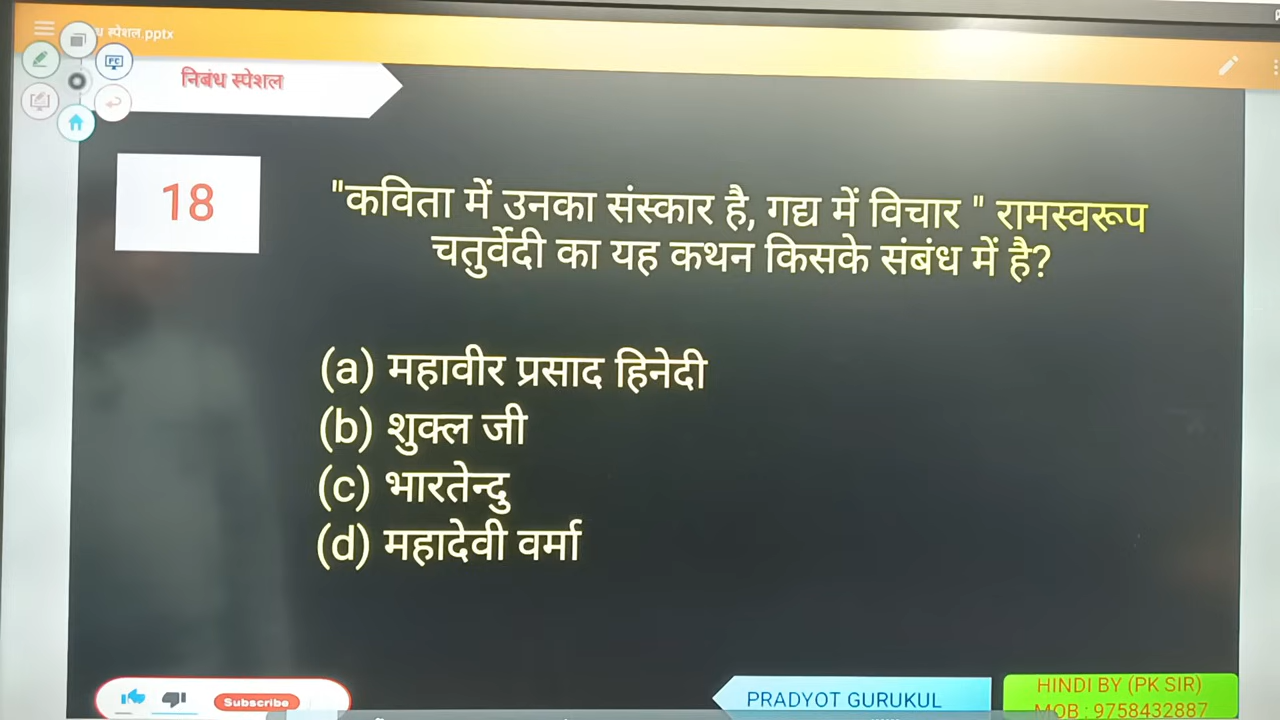 स्पेशल.pptx
निबंध स्पेशल
18
"कविता में उनका संस्कार है, गद्य में विचार " रामस्वरूप
चतुर्वेदी का यह कथन किसके संबंध में है?
(a) महावीर प्रसाद हिनेदी
(b) शुक्ल जी
(c) भारतेन्दु
(d) महादेवी वर्मा
Subscribe
PRADYOT GURUKUL
HINDI BY (PK SIR)
MOB : 9758432887